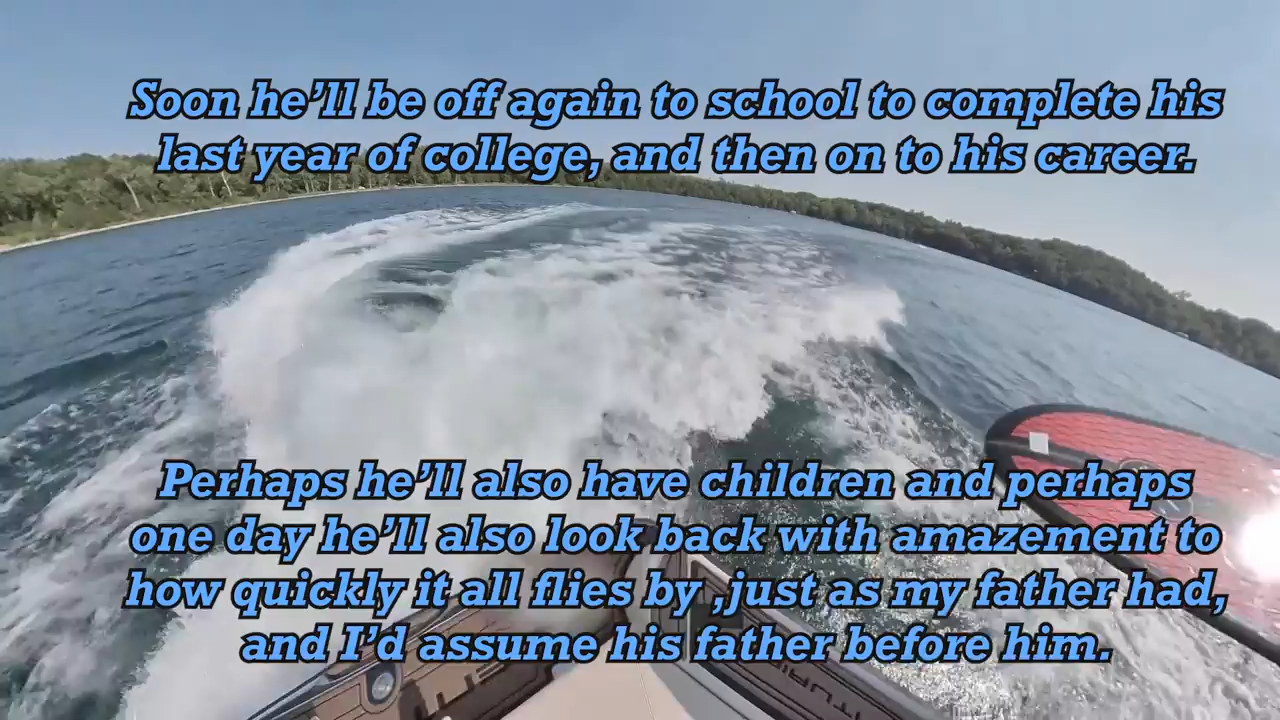 Soon he'll be off again to school to complete his
last year of college, and then on to his career.
Perhaps he'll also have children and perhaps
one day he'll also look back with amazement to
how quickly it all flies by ,just as my father had,
and I'd assume his father before him.